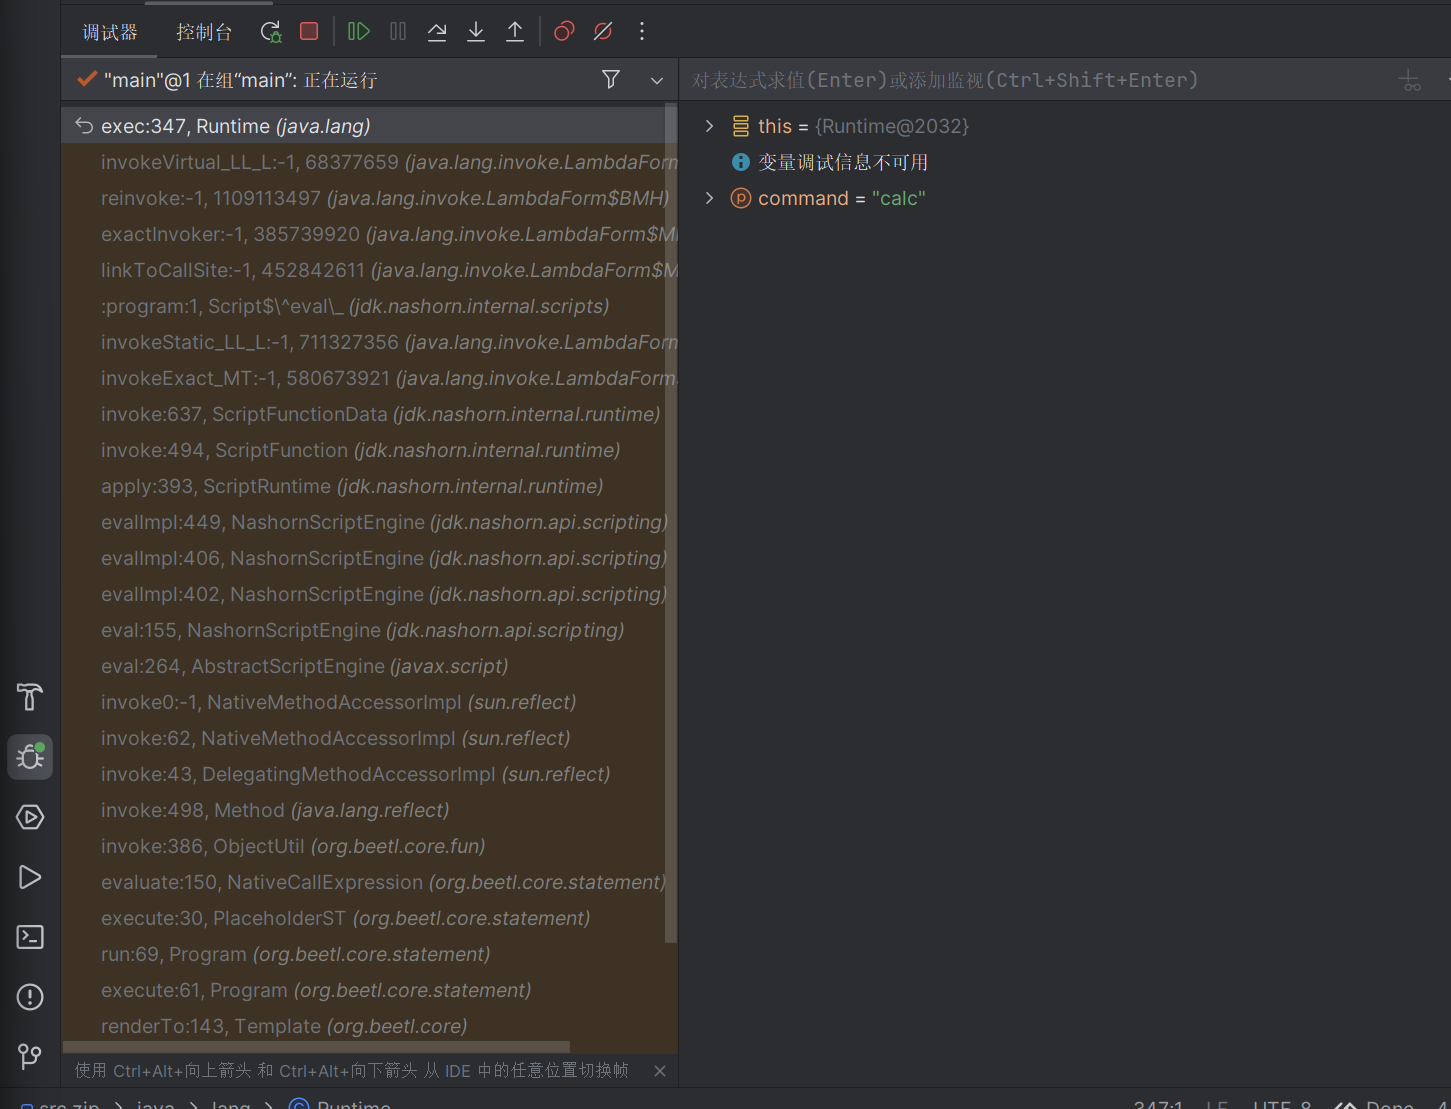 调试器 控制台
"main"@1 在组“main”: 正在运行
对表达式求值(Enter)或添加监视(Ctrl+Shift+Enter)
exec:347, Runtime (java.lang)
invokeVirtual_LL_L:-1, 68377659 (java.lang.invoke.LambdaForm
reinvoke:-1, 1109113497 (java.lang.invoke.LambdaForm$BMH)
exactInvoker:-1, 385739920 (java.lang.invoke.LambdaForm$M
linkToCallSite:-1, 452842611 (java.lang.invoke.LambdaForm$M
:program:1, Script$\^eval\_ (jdk.nashorn.internal.scripts)
invokeStatic_LL_L:-1, 711327356 (java.lang.invoke.LambdaForm
invokeExact_MT:-1, 580673921 (java.lang.invoke.LambdaForm
invoke:637, ScriptFunctionData (jdk.nashorn.internal.runtime)
invoke:494, ScriptFunction (jdk.nashorn.internal.runtime)
apply:393, ScriptRuntime (jdk.nashorn.internal.runtime)
evalImpl:449, NashornScriptEngine (jdk.nashorn.api.scripting)
evalImpl:406, NashornScriptEngine (jdk.nashorn.api.scripting)
evalImpl:402, NashornScriptEngine (jdk.nashorn.api.scripting)
eval:155, NashornScriptEngine (jdk.nashorn.api.scripting)
eval:264, AbstractScriptEngine (javax.script)
invoke0:-1, NativeMethodAccessorImpl (sun.reflect)
invoke:62, NativeMethodAccessorImpl (sun.reflect)
invoke:43, DelegatingMethodAccessorImpl (sun.reflect)
invoke:498, Method (java.lang.reflect)
invoke:386, ObjectUtil (org.beetl.core.fun)
evaluate:150, NativeCallExpression (org.beetl.core.statement)
execute:30, PlaceholderST (org.beetl.core.statement)
run:69, Program (org.beetl.core.statement)
execute:61, Program (org.beetl.core.statement)
renderTo:143, Template (org.beetl.core)
this = {Runtime@2032}
变量调试信息不可用
command = "calc"
使用 Ctrl+Alt+向上箭头 和 Ctrl+Alt+向下箭头 从 IDE 中的任意位置切换帧
src.zip > java > lang > Runtime
347:1 LF UTF-8 Done